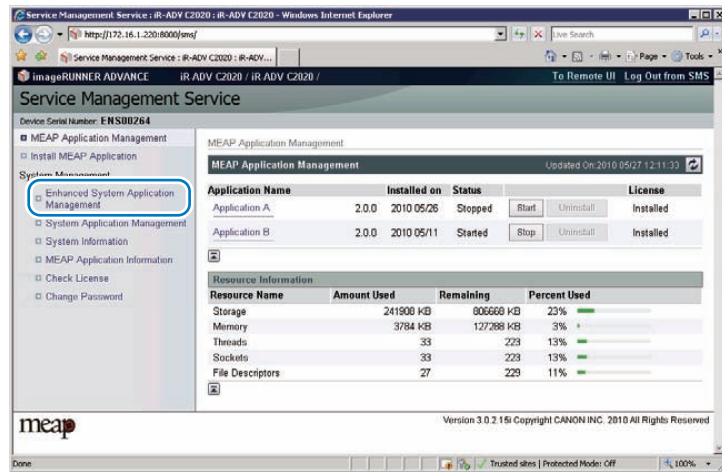 Service Management Service : iR-ADV C2020 : iR-ADV C2020 - Windows Internet Explorer
http://172.16.1.220:8000/sms/
Live Search
Service Management Service : iR-ADV C2020 : iR-ADV...
Page
Tools
imageRUNNER ADVANCE iR ADV C2020 / iR ADV C2020 /
To Remote UI Log Out from SMS
Service Management Service
Device Serial Number: ENS00264
MEAP Application Management
Install MEAP Application
System Management
Enhanced System Application
Management
System Application Management
System Information
MEAP Application Information
Check License
Change Password
MEAP Application Management
MEAP Application Management Updated On:2010 05/27 12:11:33
Application Name Installed on Status License
Application A 2.0.0 2010 05/26 Stopped Start Uninstall Installed
Application B 2.0.0 2010 05/11 Started Stop Uninstall Installed
Resource Information
Resource Name Amount Used Remaining Percent Used
Storage 241908 KB 806668 KB 23%
Memory 3784 KB 127288 KB 3%
Threads 33 223 13%
Sockets 33 223 13%
File Descriptors 27 229 11%
meap
Version 3.0.2.15i Copyright CANON INC. 2010 All Rights Reserved
Done
Trusted sites | Protected Mode: Off
100%